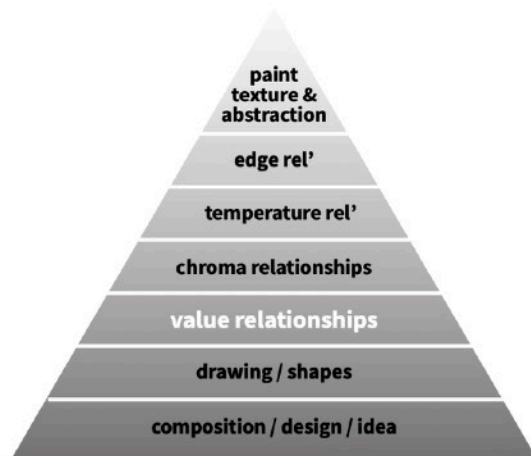 paint
texture &
abstraction
edge rel’
temperature rel’
chroma relationships
value relationships
drawing / shapes
composition / design / idea